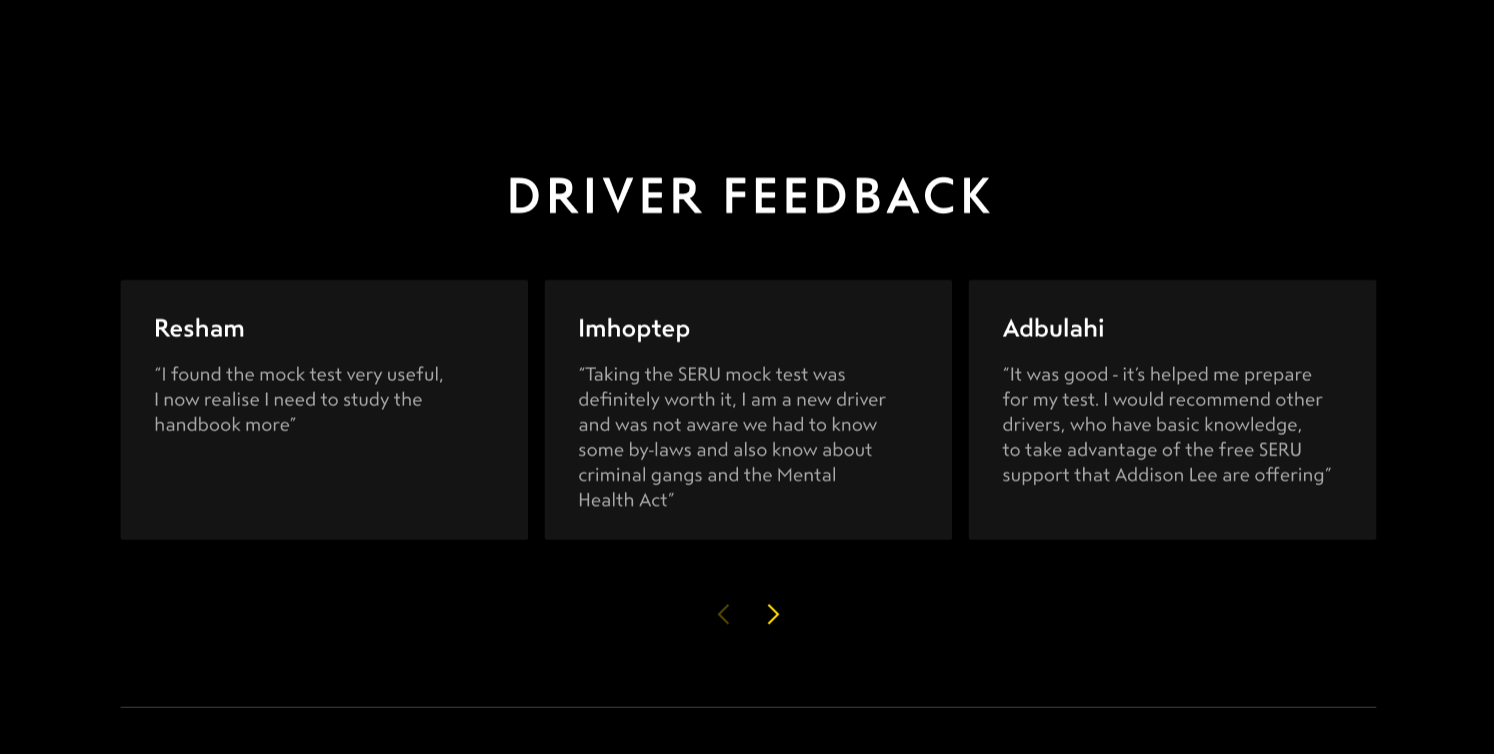 DRIVER FEEDBACK
Resham
“I found the mock test very useful,
I now realise I need to study the
handbook more”
Imhoptep
“Taking the SERU mock test was
definitely worth it, I am a new driver
and was not aware we had to know
some by-laws and also know about
criminal gangs and the Mental
Health Act”
Adbulahi
“It was good - it’s helped me prepare
for my test. I would recommend other
drivers, who have basic knowledge,
to take advantage of the free SERU
support that Addison Lee are offering”